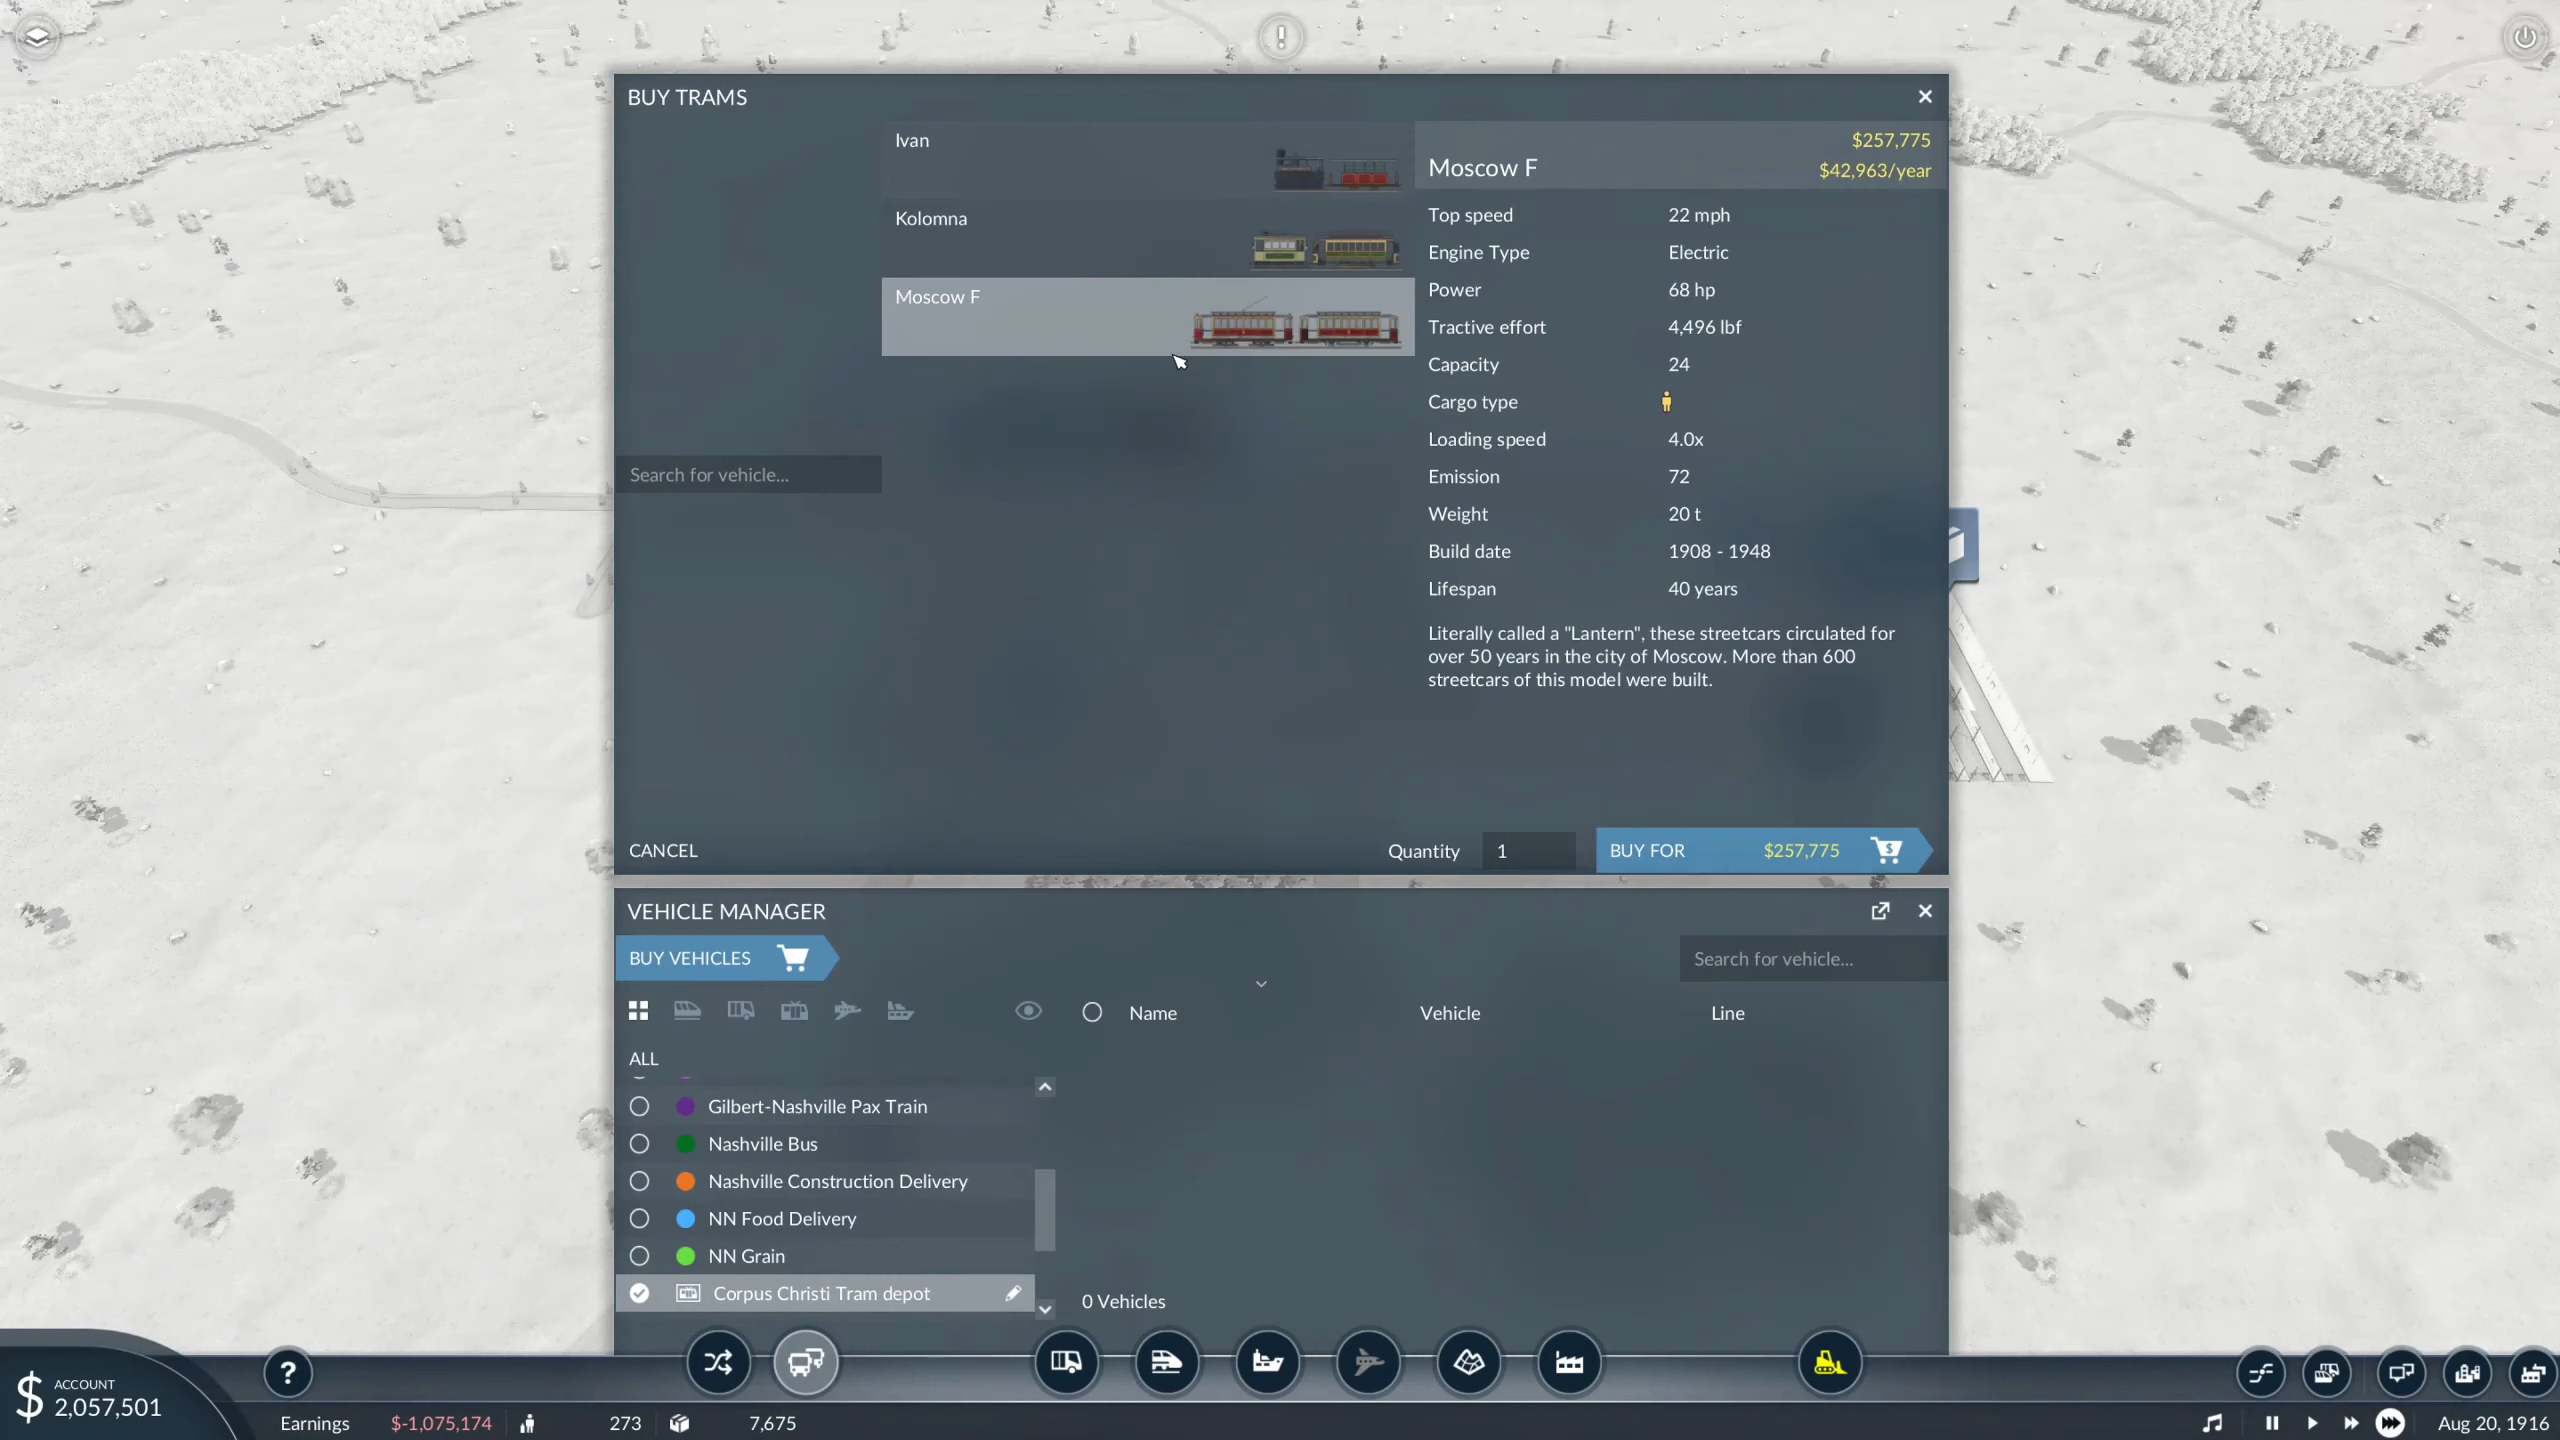 BUY TRAMS
Ivan
Kolomna
Moscow F
Search for vehicle...
$257,775
Moscow F
$42,963/year
Top speed 22 mph
Engine Type Electric
Power 68 hp
Tractive effort 4,496 lbf
Capacity 24
Cargo type
Loading speed 4.0x
Emission 72
Weight 20 t
Build date 1908 - 1948
Lifespan 40 years
Literally called a "Lantern", these streetcars circulated for
over 50 years in the city of Moscow. More than 600
streetcars of this model were built.
CANCEL Quantity 1 BUY FOR $257,775
VEHICLE MANAGER
BUY VEHICLES Search for vehicle...
Name Vehicle Line
ALL
Gilbert-Nashville Pax Train
Nashville Bus
Nashville Construction Delivery
NN Food Delivery
NN Grain
Corpus Christi Tram depot
0 Vehicles
?
$ ACCOUNT
2,057,501
Earnings $-1,075,174 273 7,675 Aug 20, 1916